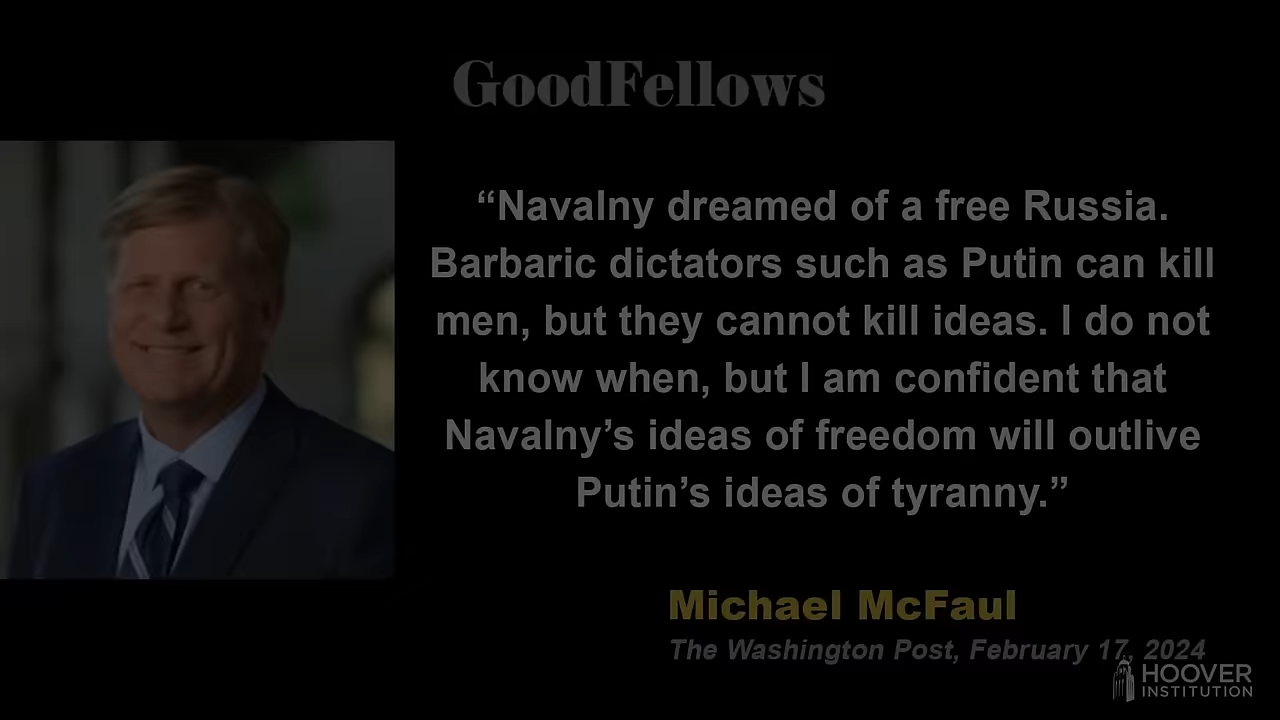 GoodFellows
“Navalny dreamed of a free Russia.
Barbaric dictators such as Putin can kill
men, but they cannot kill ideas. I do not
know when, but I am confident that
Navalny’s ideas of freedom will outlive
Putin’s ideas of tyranny.”
Michael McFaul
The Washington Post, February 17, 2024
HOOVER
INSTITUTION